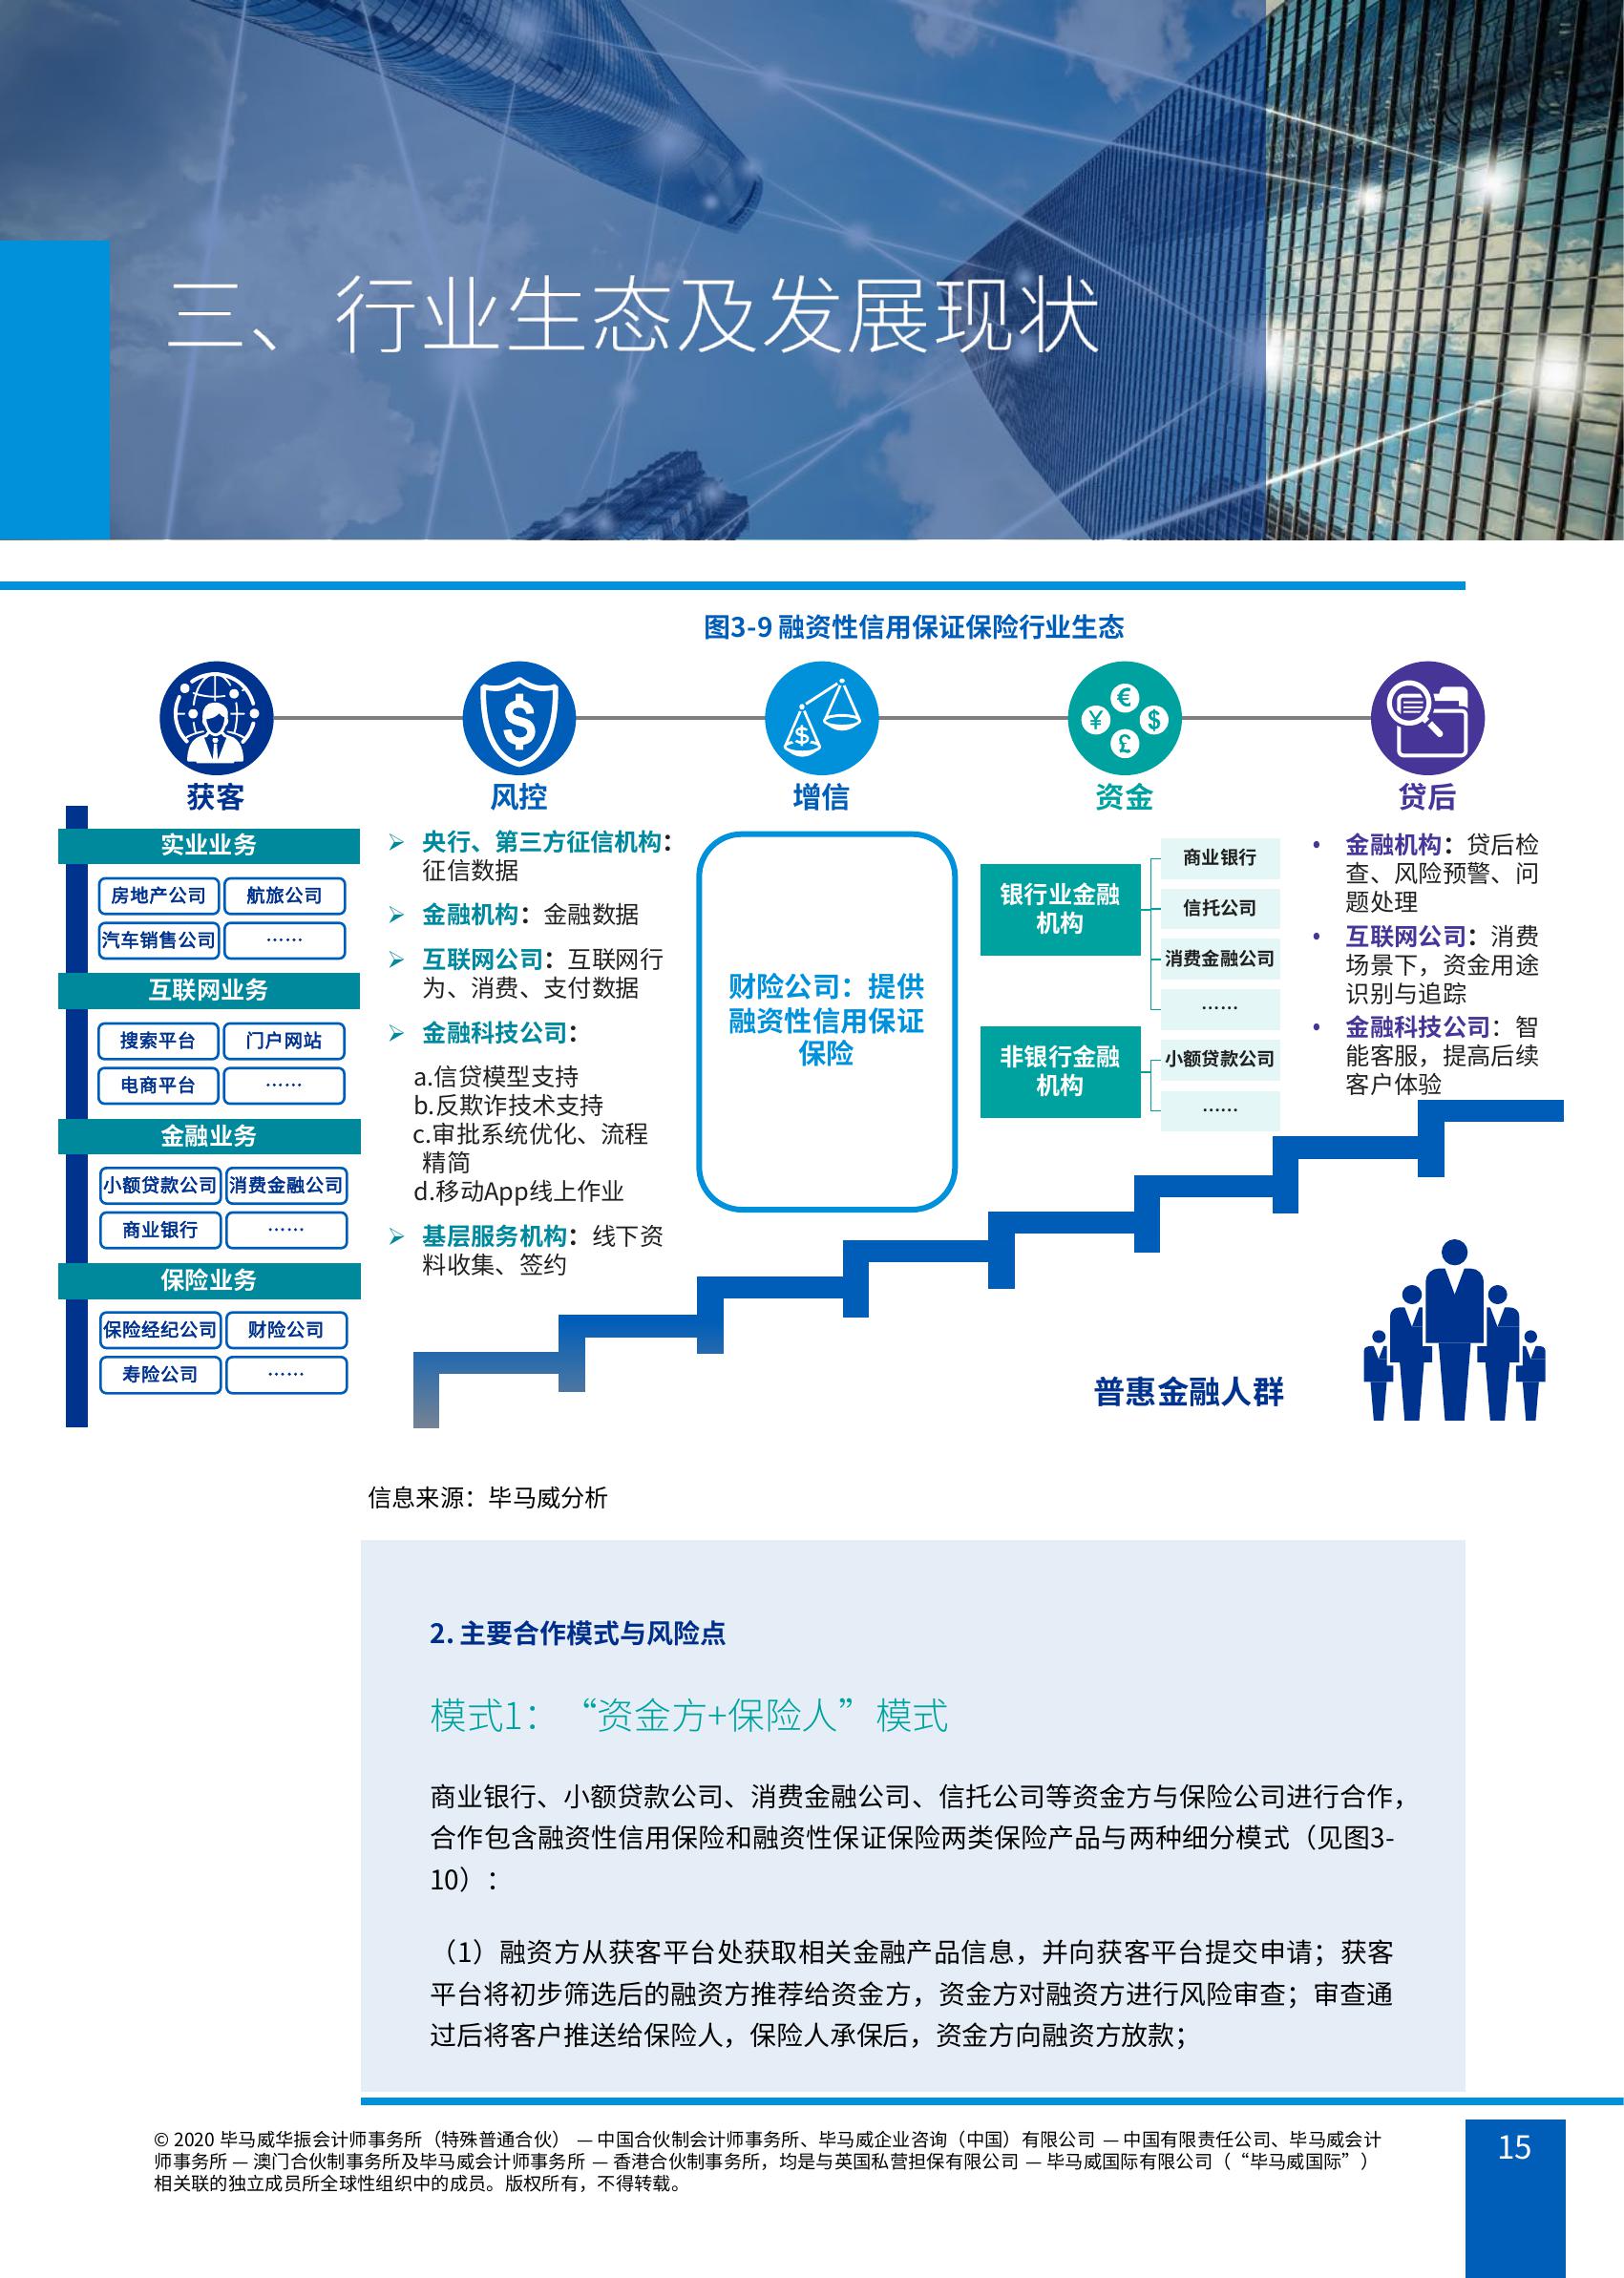 三、行业生态及发展现状
图3-9 融资性信用保证保险行业生态
获客
风控
增信
资金
贷后
实业业务
房地产公司
航旅公司
汽车销售公司
……
互联网业务
搜索平台
门户网站
电商平台
……
金融业务
小额贷款公司
消费金融公司
商业银行
……
保险业务
保险经纪公司
财险公司
寿险公司
……
➢ 央行、第三方征信机构：
征信数据
➢ 金融机构：金融数据
➢ 互联网公司：互联网行
为、消费、支付数据
➢ 金融科技公司：
a.信贷模型支持
b.反欺诈技术支持
c.审批系统优化、流程
精简
d.移动App线上作业
➢ 基层服务机构：线下资
料收集、签约
财险公司：提供
融资性信用保证
保险
银行业金融
机构
商业银行
信托公司
消费金融公司
……
非银行金融
机构
小额贷款公司
……
• 金融机构：贷后检
查、风险预警、问
题处理
• 互联网公司：消费
场景下，资金用途
识别与追踪
• 金融科技公司：智
能客服，提高后续
客户体验
普惠金融人群
信息来源：毕马威分析
2. 主要合作模式与风险点
模式1：“资金方+保险人”模式
商业银行、小额贷款公司、消费金融公司、信托公司等资金方与保险公司进行合作，
合作包含融资性信用保险和融资性保证保险两类保险产品与两种细分模式（见图3-
10）：
（1）融资方从获客平台处获取相关金融产品信息，并向获客平台提交申请；获客
平台将初步筛选后的融资方推荐给资金方，资金方对融资方进行风险审查；审查通
过后将客户推送给保险人，保险人承保后，资金方向融资方放款；
© 2020 毕马威华振会计师事务所（特殊普通合伙） — 中国合伙制会计师事务所、毕马威企业咨询（中国）有限公司 — 中国有限责任公司、毕马威会计
师事务所 — 澳门合伙制事务所及毕马威会计师事务所 — 香港合伙制事务所，均是与英国私营担保有限公司 — 毕马威国际有限公司（“毕马威国际”）
相关联的独立成员所全球性组织中的成员。版权所有，不得转载。
15